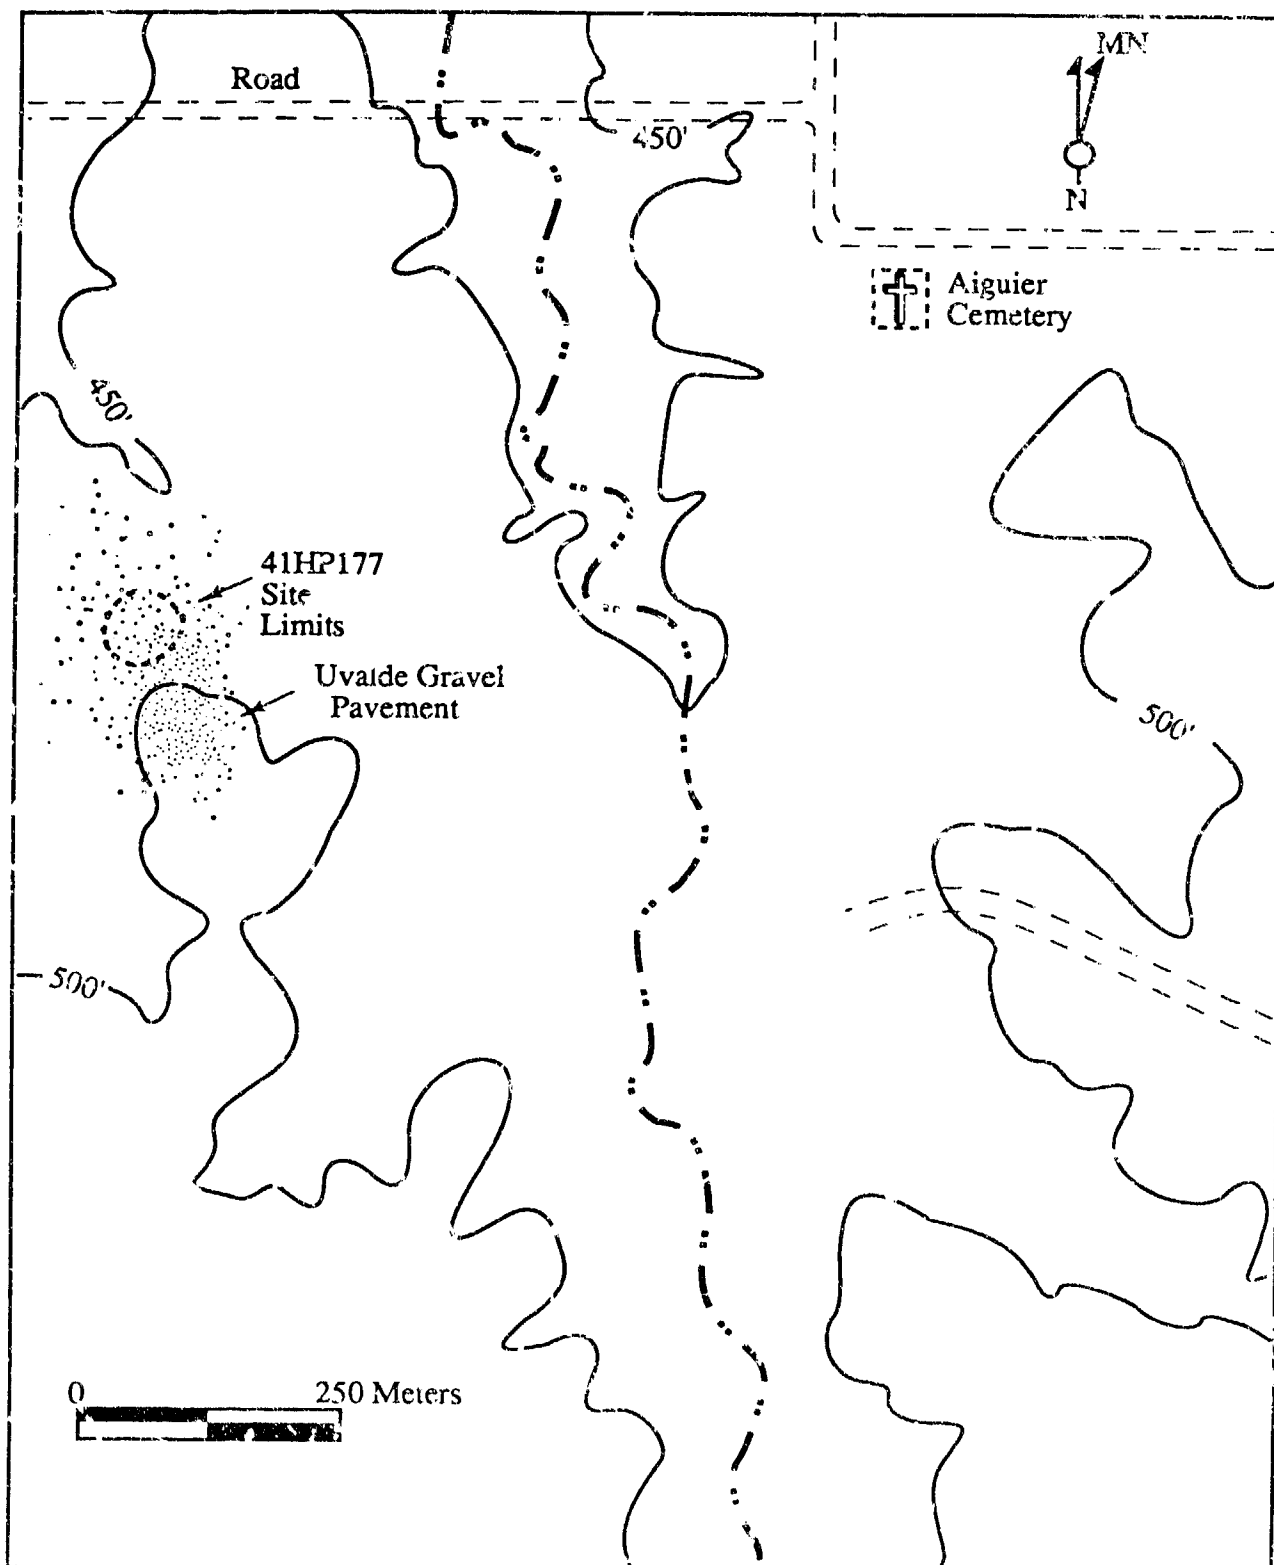 Road
MN
450'
N
Aiguier
Cemetery
450'
41HP177
Site
Limits
Uvalde Gravel
Pavement
500'
500'
0 250 Meters